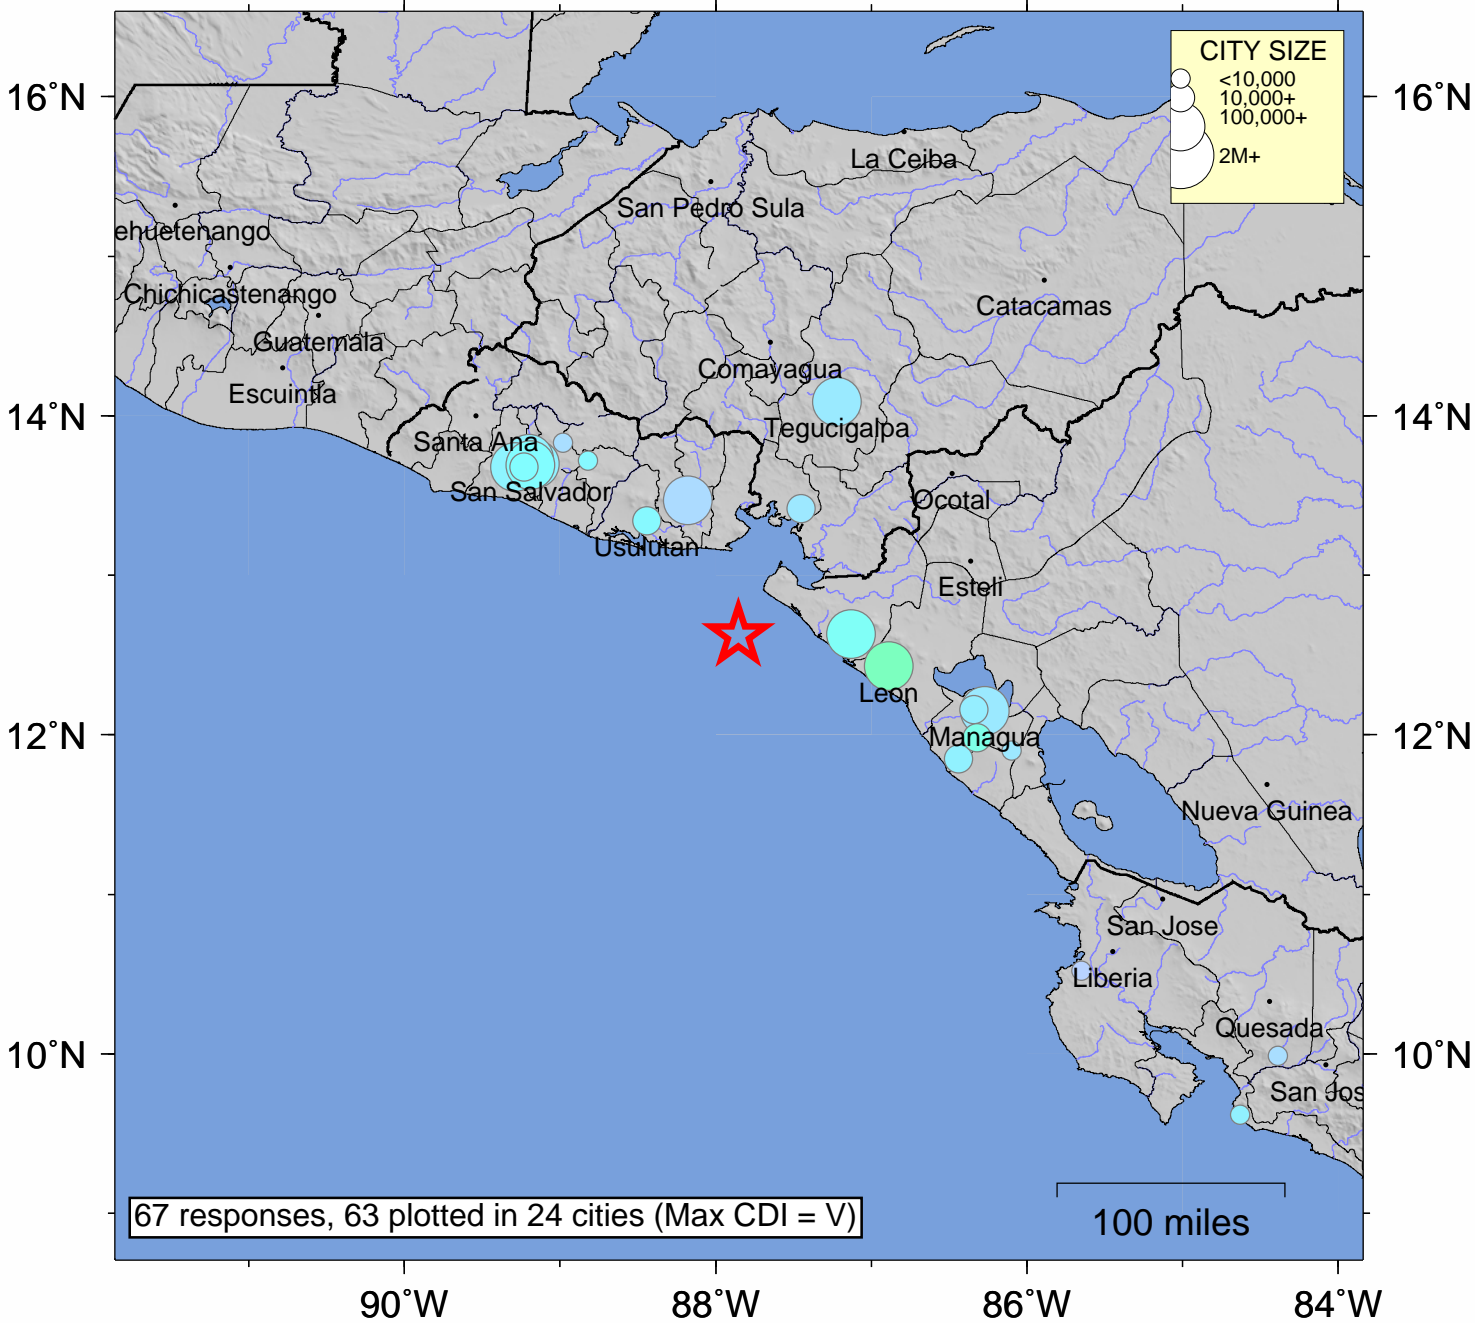 CITY SIZE
<10,000
10,000+
100,000+
2M+
16°N
16°N
La Ceiba
San Pedro Sula
ehuetenango
Chichicastenango
Catacamas
Guatemala
Comayagua
Escuintla
14°N
14°N
Tegucigalpa
Santa Ana
San Salvador
Ocotal
Usulutan
Esteli
Leon
12°N
12°N
Managua
Nueva Guinea
San Jose
Liberia
Quesada
10°N
10°N
San Jos
67 responses, 63 plotted in 24 cities (Max CDI = V)
100 miles
90°W
88°W
86°W
84°W